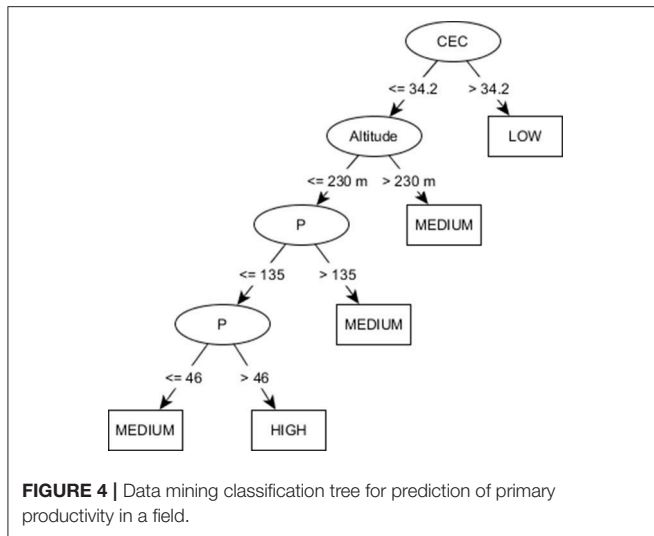 CEC
<= 34.2 > 34.2
Altitude LOW
<= 230 m > 230 m
P MEDIUM
<= 135 > 135
P MEDIUM
<= 46 > 46
MEDIUM HIGH
FIGURE 4 | Data mining classification tree for prediction of primary
productivity in a field.